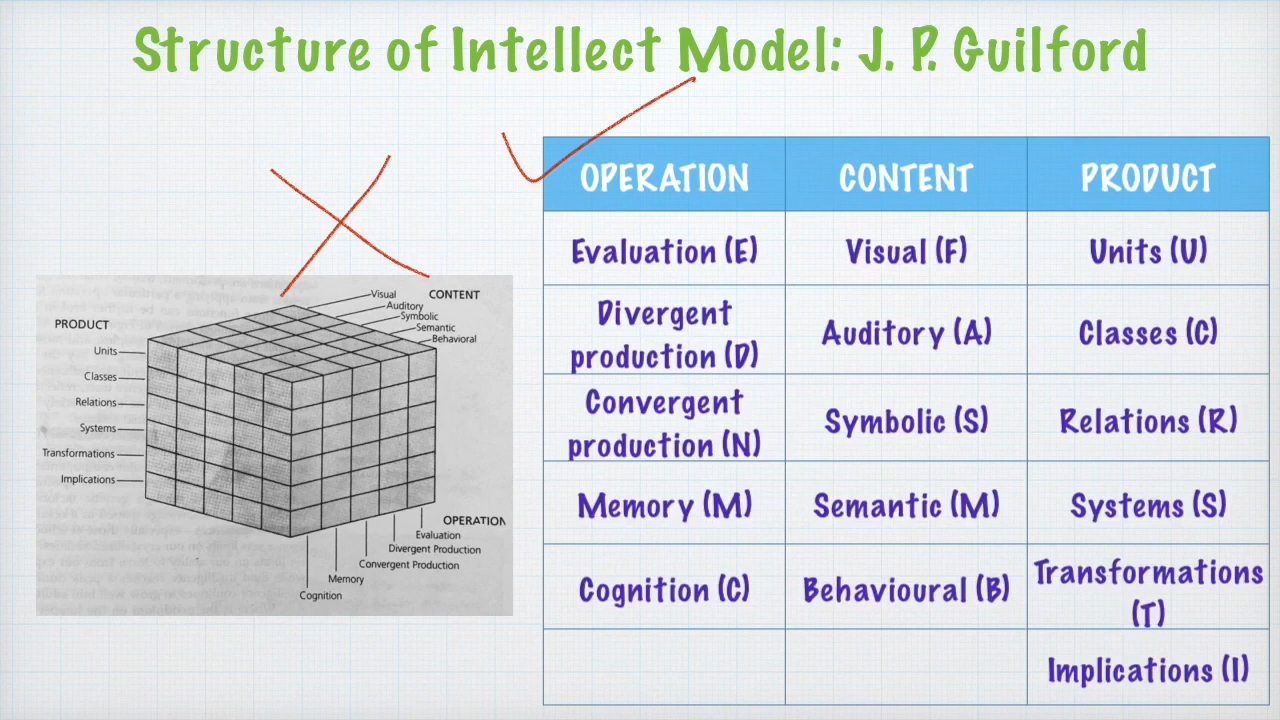 Structure of Intellect Model: J. P. Guilford
PRODUCT
Units
Classes
Relations
Systems
Transformations
Implications
Visual
Auditory
Symbolic
Semantic
Behavioral
CONTENT
OPERATION
Evaluation
Divergent Production
Convergent Production
Memory
Cognition
OPERATION CONTENT PRODUCT
Evaluation (E) Visual (F) Units (U)
Divergent
production (D) Auditory (A) Classes (C)
Convergent
production (N) Symbolic (S) Relations (R)
Memory (M) Semantic (M) Systems (S)
Cognition (C) Behavioural (B) Transformations
(T)
Implications (I)